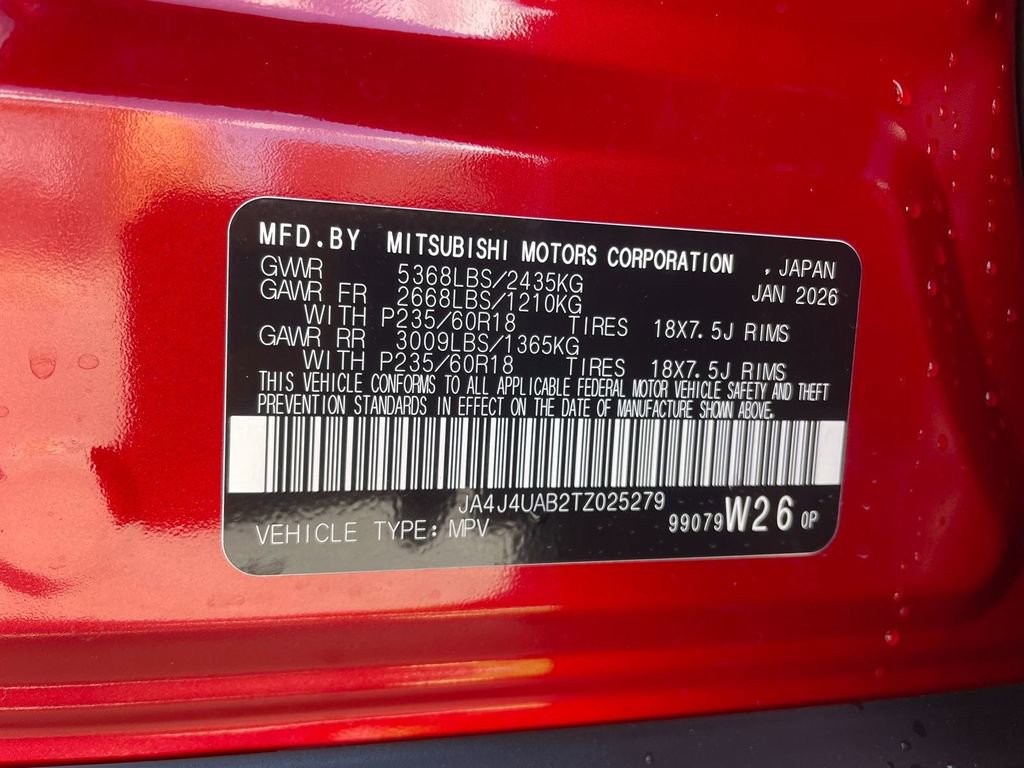 MFD.BY MITSUBISHI MOTORS CORPORATION , JAPAN
GVWR 5368LBS/2435KG JAN 2026
GAWR FR 2668LBS/1210KG
WITH P235/60R18 TIRES 18X7.5J RIMS
GAWR RR 3009LBS/1365KG
WITH P235/60R18 TIRES 18X7.5J RIMS
THIS VEHICLE CONFORMS TO ALL APPLICABLE FEDERAL MOTOR VEHICLE SAFETY AND THEFT
PREVENTION STANDARDS IN EFFECT ON THE DATE OF MANUFACTURE SHOWN ABOVE.
JA4J4UAB2TZ025279
VEHICLE TYPE: MPV 99079 W26 QP